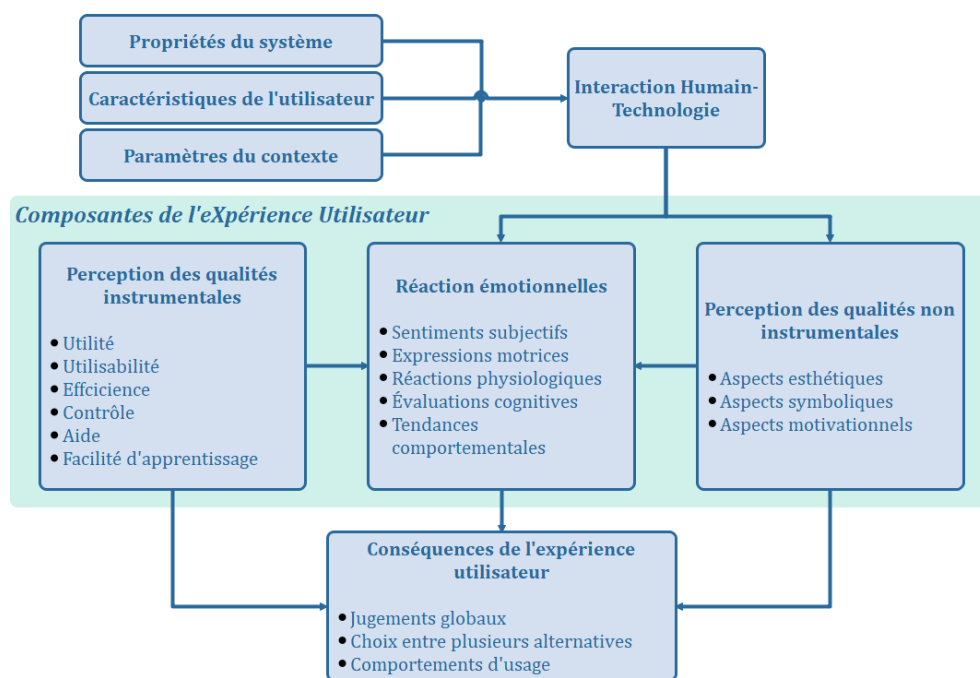 Propriétés du système
Caractéristiques de l'utilisateur
Paramètres du contexte
Interaction Humain-
Technologie
Composantes de l'eXpérience Utilisateur
Perception des qualités
instrumentales
• Utilité
• Utilisabilité
• Effcicience
• Contrôle
• Aide
• Facilité d'apprentissage
Réaction émotionnelles
• Sentiments subjectifs
• Expressions motrices
• Réactions physiologiques
• Évaluations cognitives
• Tendances
comportementales
Perception des qualités non
instrumentales
• Aspects esthétiques
• Aspects symboliques
• Aspects motivationnels
Conséquences de l'expérience
utilisateur
• Jugements globaux
• Choix entre plusieurs alternatives
• Comportements d'usage